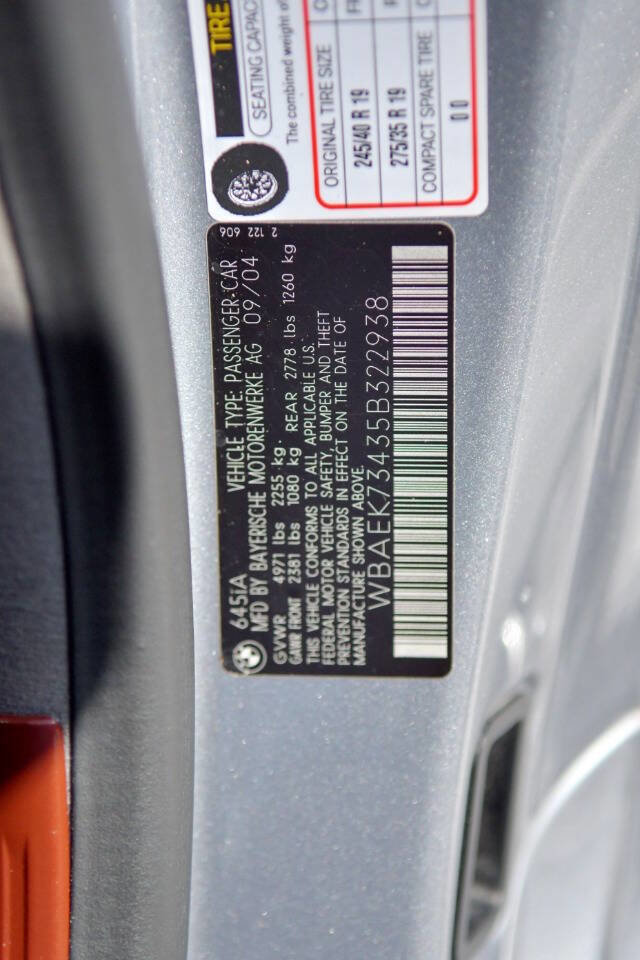 TIRE
SEATING CAPAC
The combined weight of
ORIGINAL TIRE SIZE
245/40 R 19
275/35 R 19
COMPACT SPARE TIRE
0 0
2 122 606
645iA VEHICLE TYPE: PASSENGER-CAR
MFD BY BAYERISCHE MOTORENWERKE AG 09/04
GVWR 4971 lbs 2255 kg
GAWR FRONT 2381 lbs 1080 kg REAR 2778 lbs 1260 kg
THIS VEHICLE CONFORMS TO ALL APPLICABLE U.S.
FEDERAL MOTOR VEHICLE SAFETY, BUMPER AND THEFT
PREVENTION STANDARDS IN EFFECT ON THE DATE OF
MANUFACTURE SHOWN ABOVE.
WBAEK73435B322938